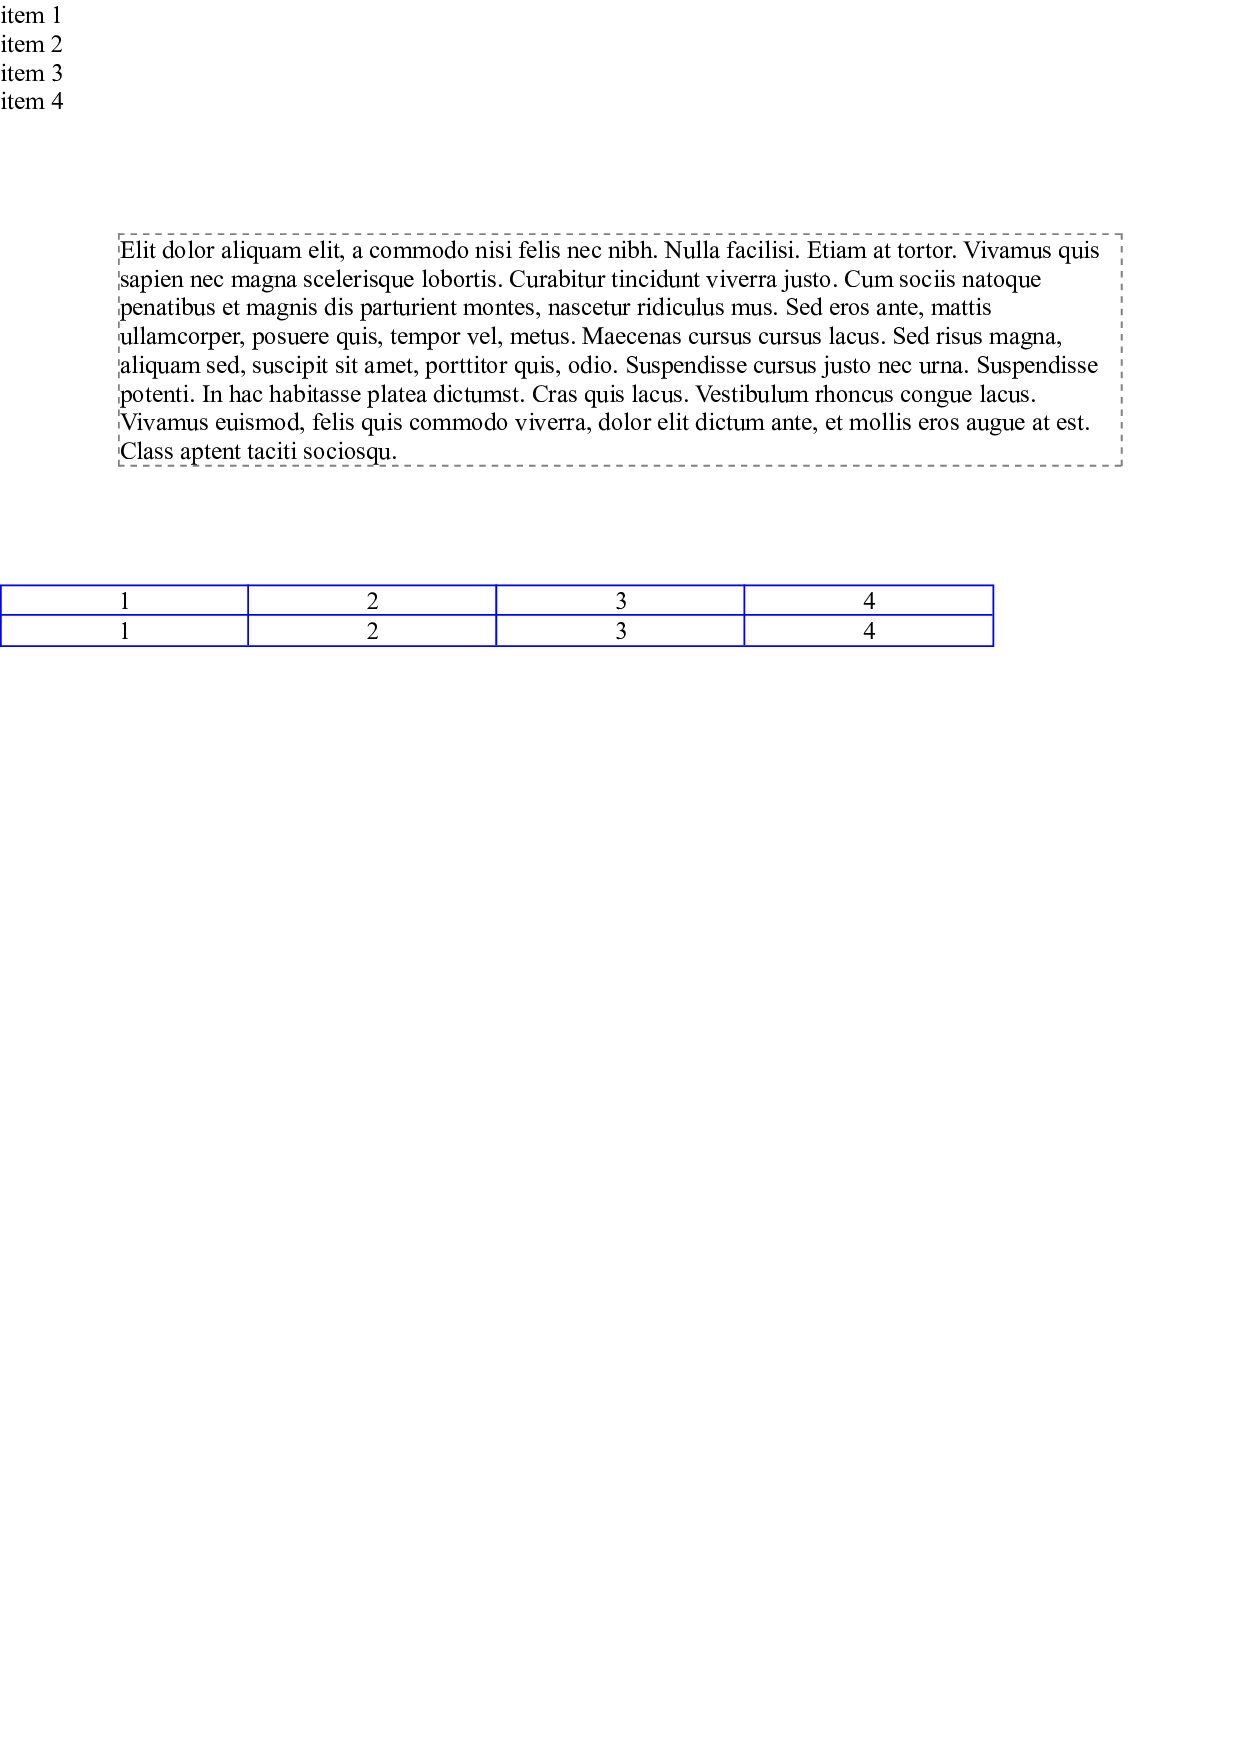 item 1
item 2
item 3
item 4
Elit dolor aliquam elit, a commodo nisi felis nec nibh. Nulla facilisi. Etiam at tortor. Vivamus quis
sapien nec magna scelerisque lobortis. Curabitur tincidunt viverra justo. Cum sociis natoque
penatibus et magnis dis parturient montes, nascetur ridiculus mus. Sed eros ante, mattis
ullamcorper, posuere quis, tempor vel, metus. Maecenas cursus cursus lacus. Sed risus magna,
aliquam sed, suscipit sit amet, porttitor quis, odio. Suspendisse cursus justo nec urna. Suspendisse
potenti. In hac habitasse platea dictumst. Cras quis lacus. Vestibulum rhoncus congue lacus.
Vivamus euismod, felis quis commodo viverra, dolor elit dictum ante, et mollis eros augue at est.
Class aptent taciti sociosqu.
1 2 3 4
1 2 3 4